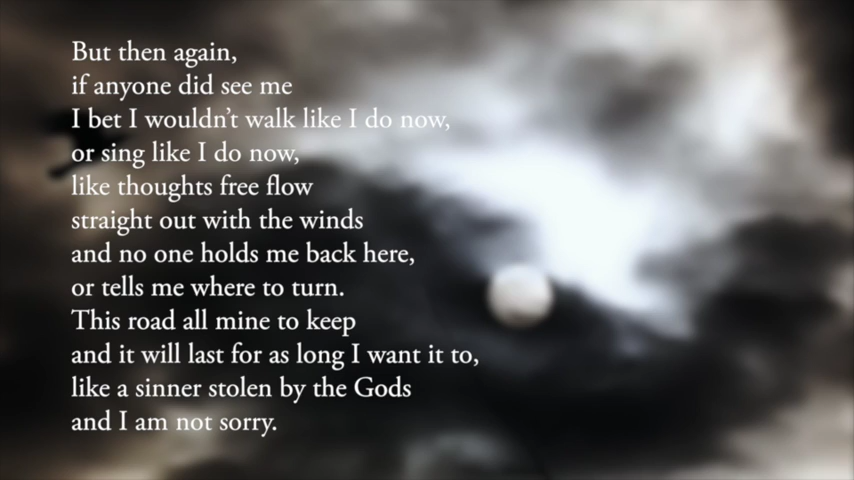 But then again,
if anyone did see me
I bet I wouldn't walk like I do now,
or sing like I do now,
like thoughts free flow
straight out with the winds
and no one holds me back here,
or tells me where to turn.
This road all mine to keep
and it will last for as long I want it to,
like a sinner stolen by the Gods
and I am not sorry.